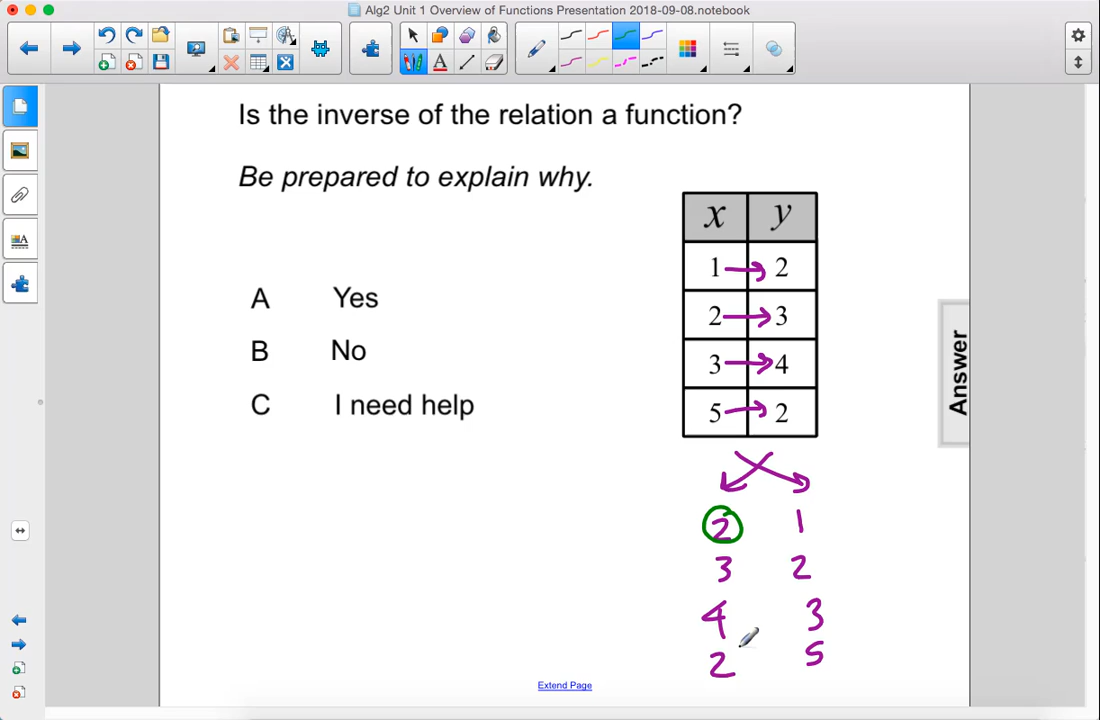 Alg2 Unit 1 Overview of Functions Presentation 2018-09-08.notebook
Is the inverse of the relation a function?
Be prepared to explain why.
A Yes
B No
C I need help
x y
1 2
2 3
3 4
5 2
2 1
3 2
4 3
2 5
Answer
Extend Page